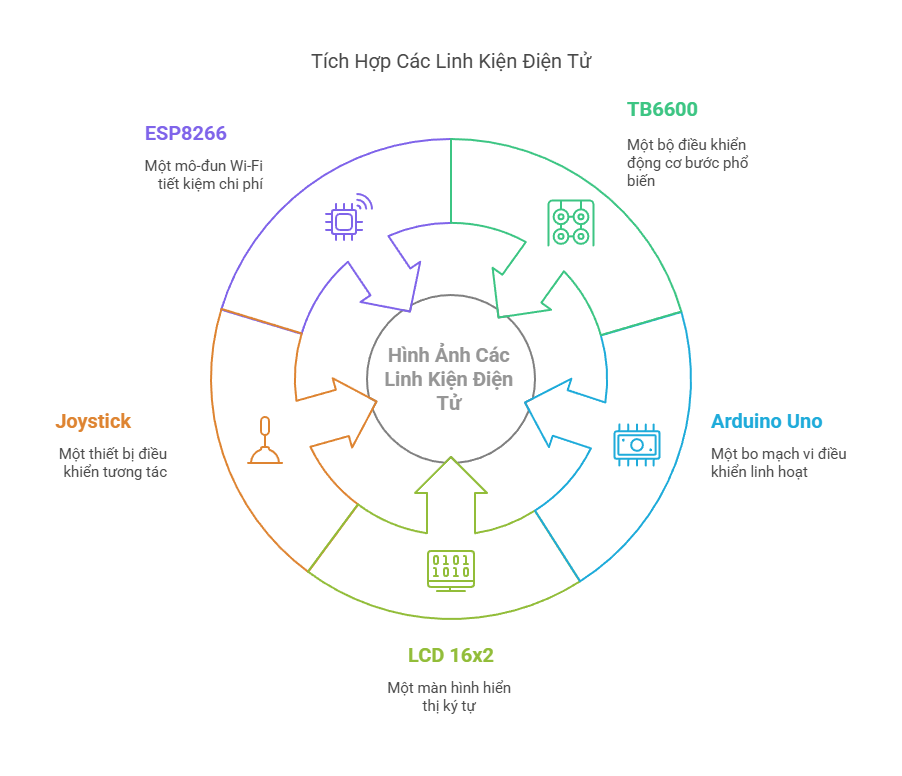 Tích Hợp Các Linh Kiện Điện Tử
ESP8266
Một mô-đun Wi-Fi
tiết kiệm chi phí
TB6600
Một bộ điều khiển
động cơ bước phổ
biến
Hình Ảnh Các
Linh Kiện Điện
Tử
Joystick
Một thiết bị điều
khiển tương tác
Arduino Uno
Một bo mạch vi điều
khiển linh hoạt
0101
1010
LCD 16x2
Một màn hình hiển
thị ký tự